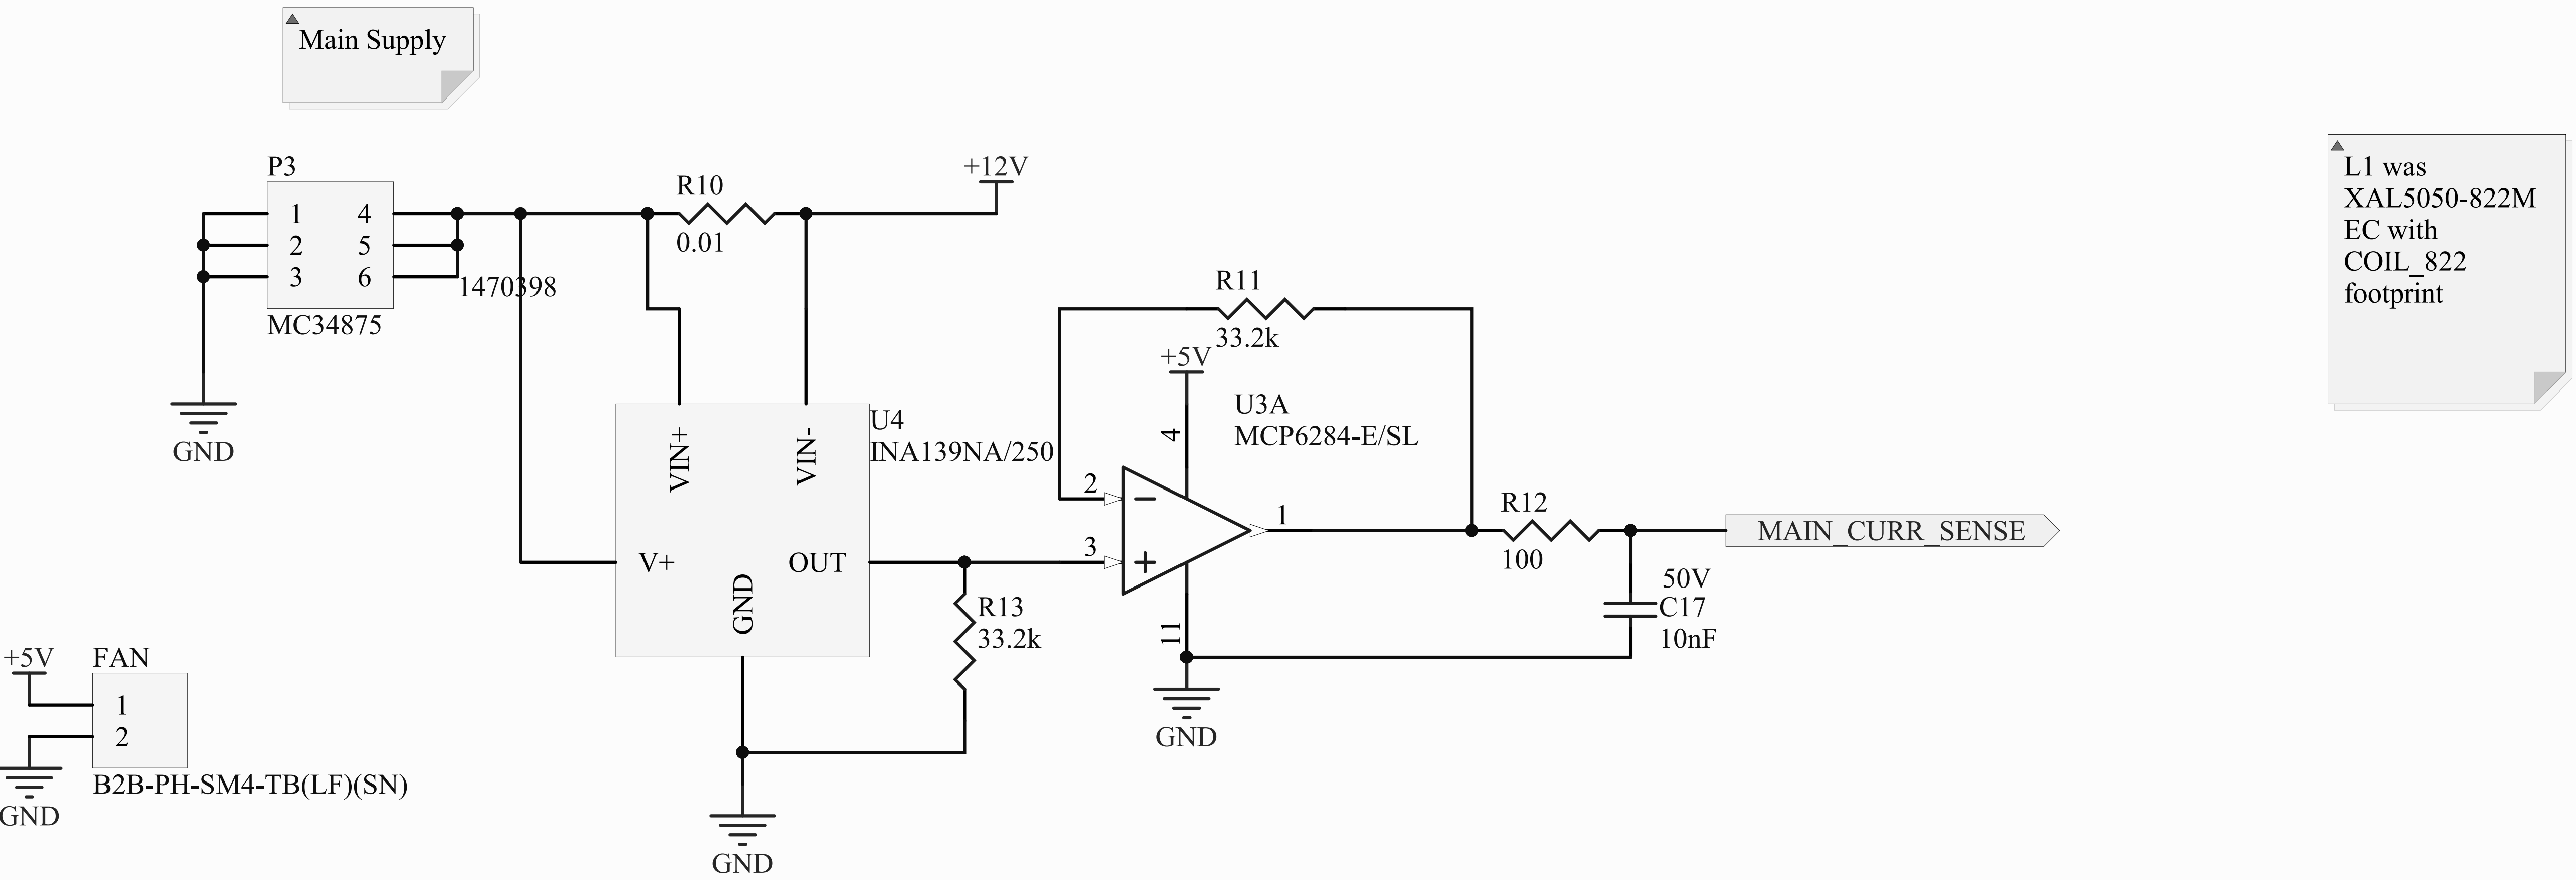 Main Supply
P3
1
2
3
4
5
6
1470398
MC34875
GND
R10
0.01
+12V
L1 was
XAL5050-822M
EC with
COIL_822
footprint
R11
33.2k
+5V
U3A
MCP6284-E/SL
4
2
3
1
11
GND
U4
INA139NA/250
VIN+
VIN-
V+
OUT
GND
R13
33.2k
GND
R12
100
MAIN_CURR_SENSE
50V
C17
10nF
+5V
FAN
1
2
B2B-PH-SM4-TB(LF)(SN)
GND